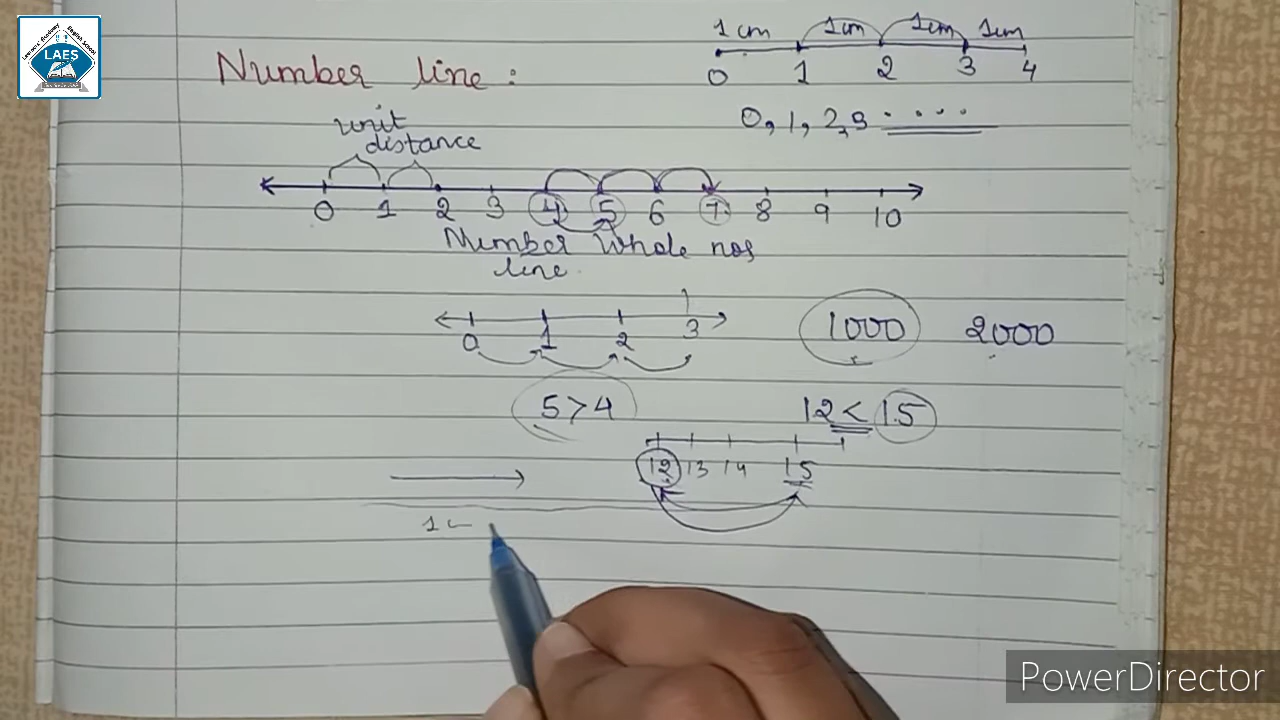 LAES
1cm 1cm 1cm 1cm
0 1 2 3 4
Number line:
0, 1, 2, 3 ........
unit
distance
0 1 2 3 4 5 6 7 8 9 10
Number Whole nos
line
0 1 2 3
1000 2000
5>4 12<15
12 13 14 15
1
PowerDirector